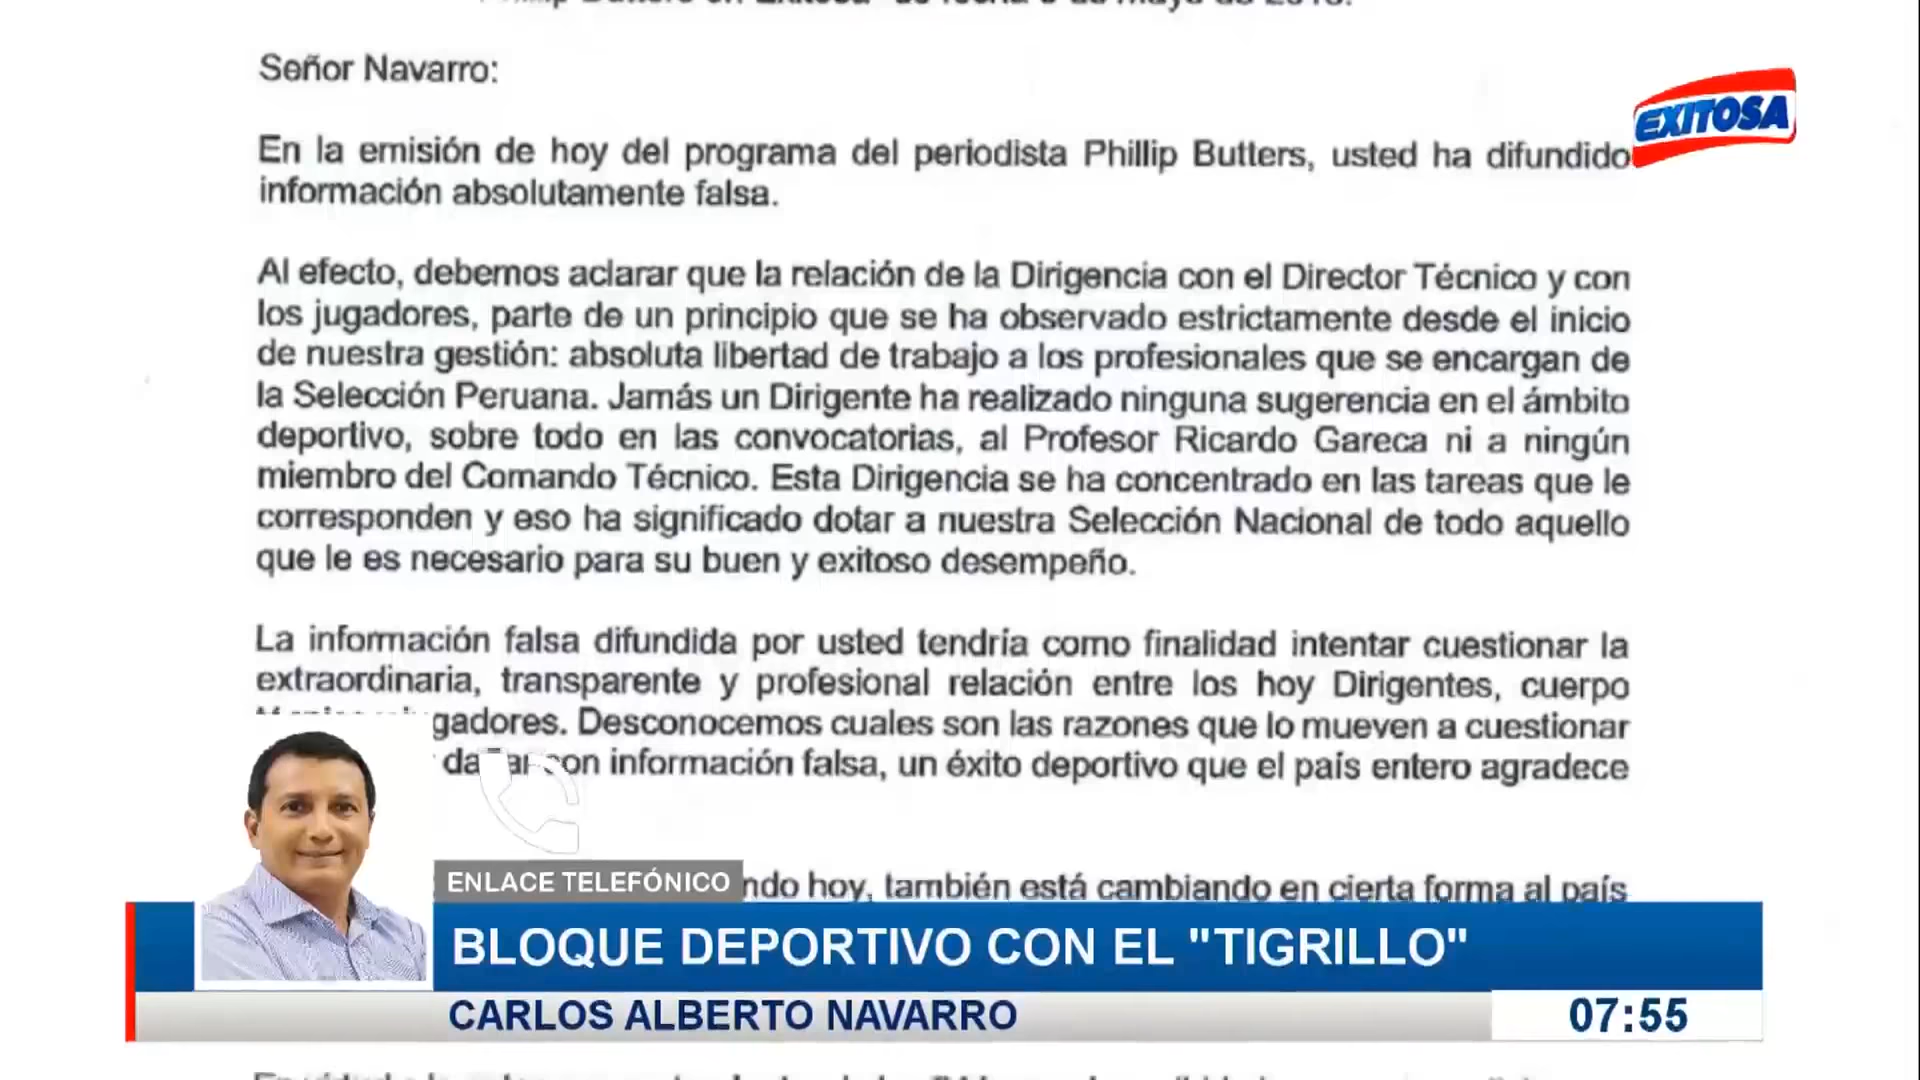 Phillip Butters en Exitosa" de fecha de mayo de
Señor Navarro:
EXITOSA
En la emisión de hoy del programa del periodista Phillip Butters, usted ha difundido
información absolutamente falsa.
Al efecto, debemos aclarar que la relación de la Dirigencia con el Director Técnico y con
los jugadores, parte de un principio que se ha observado estrictamente desde el inicio
de nuestra gestión: absoluta libertad de trabajo a los profesionales que se encargan de
la Selección Peruana. Jamás un Dirigente ha realizado ninguna sugerencia en el ámbito
deportivo, sobre todo en las convocatorias, al Profesor Ricardo Gareca ni a ningún
miembro del Comando Técnico. Esta Dirigencia se ha concentrado en las tareas que le
corresponden y eso ha significado dotar a nuestra Selección Nacional de todo aquello
que le es necesario para su buen y exitoso desempeño.
La información falsa difundida por usted tendría como finalidad intentar cuestionar la
extraordinaria, transparente y profesional relación entre los hoy Dirigentes, cuerpo
gadores. Desconocemos cuales son las razones que lo mueven a cuestionar
con información falsa, un éxito deportivo que el país entero agradece
ENLACE TELEFÓNICO
ndo hoy, también está cambiando en cierta forma al país
BLOQUE DEPORTIVO CON EL "TIGRILLO"
CARLOS ALBERTO NAVARRO
07:55